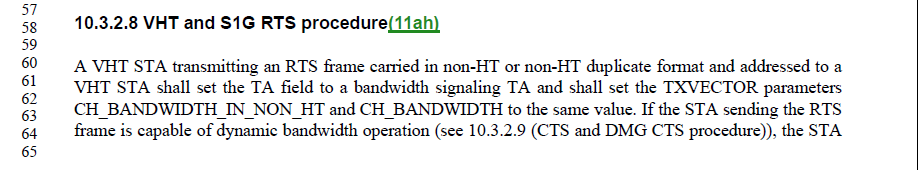 57
58 10.3.2.8 VHT and S1G RTS procedure(11ah)
59
60 A VHT STA transmitting an RTS frame carried in non-HT or non-HT duplicate format and addressed to a
61 VHT STA shall set the TA field to a bandwidth signaling TA and shall set the TXVECTOR parameters
62
63 CH_BANDWIDTH_IN_NON_HT and CH_BANDWIDTH to the same value. If the STA sending the RTS
64 frame is capable of dynamic bandwidth operation (see 10.3.2.9 (CTS and DMG CTS procedure)), the STA
65